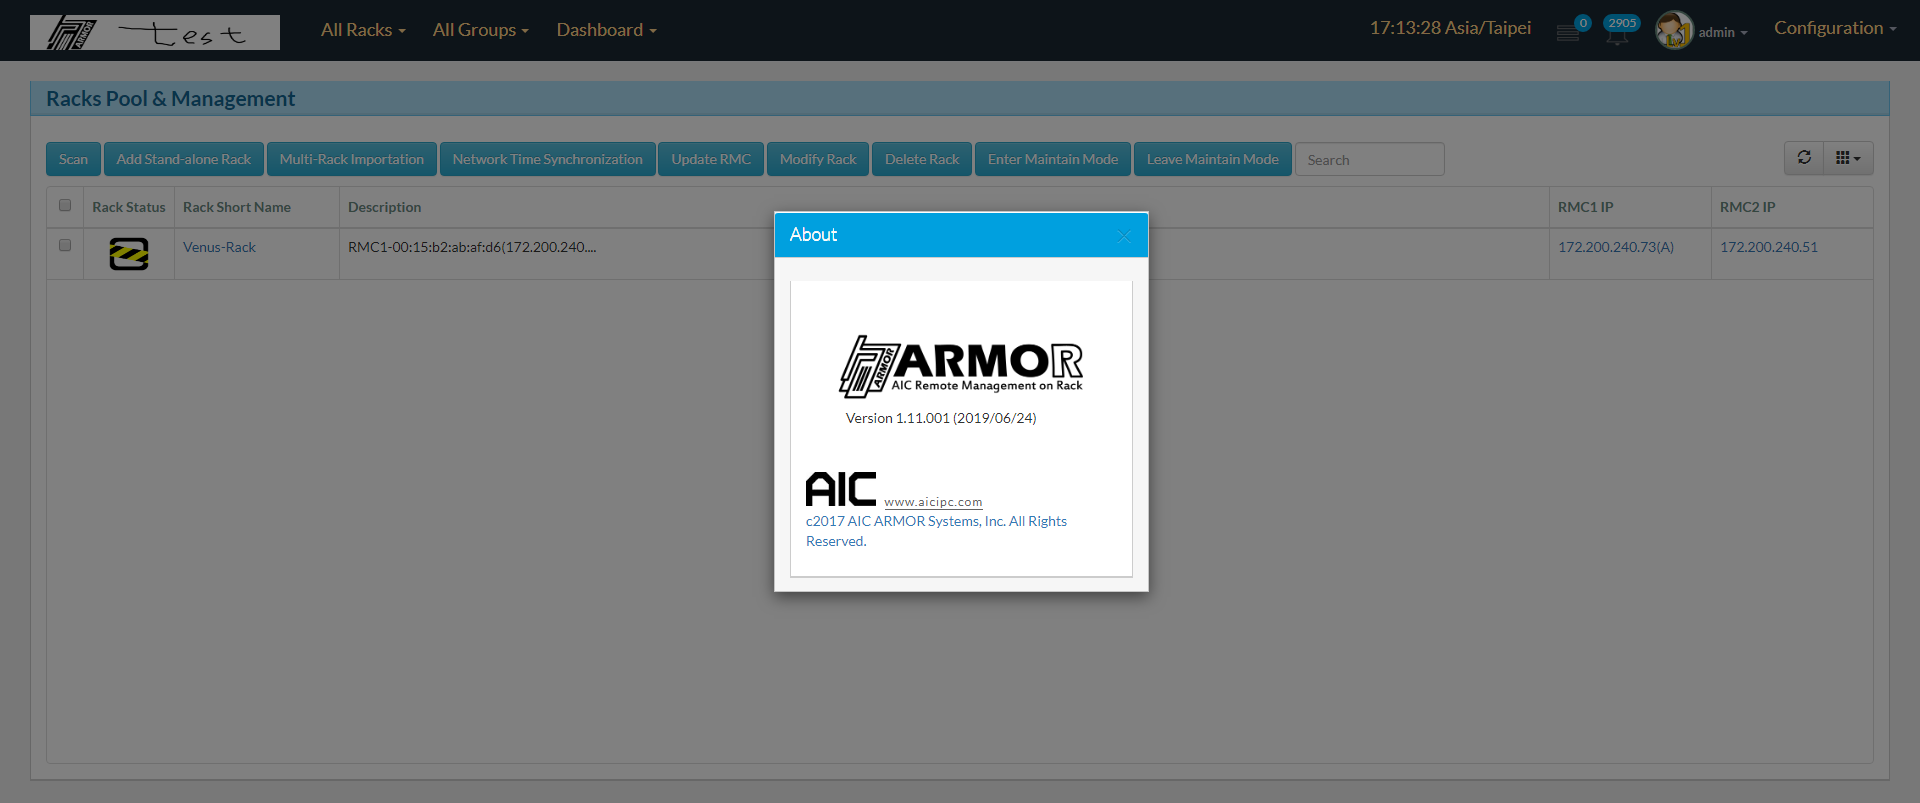 ARMOR test All Racks All Groups Dashboard 17:13:28 Asia/Taipei 0 2905 admin Configuration
Racks Pool & Management
Scan Add Stand-alone Rack Multi-Rack Importation Network Time Synchronization Update RMC Modify Rack Delete Rack Enter Maintain Mode Leave Maintain Mode Search
Rack Status Rack Short Name Description RMC1 IP RMC2 IP
Venus-Rack RMC1-00:15:b2:ab:af:d6(172.200.240.... 172.200.240.73(A) 172.200.240.51
About
ARMOR ARMOR
AIC Remote Management on Rack
Version 1.11.001 (2019/06/24)
AIC www.aicipc.com
c2017 AIC ARMOR Systems, Inc. All Rights
Reserved.